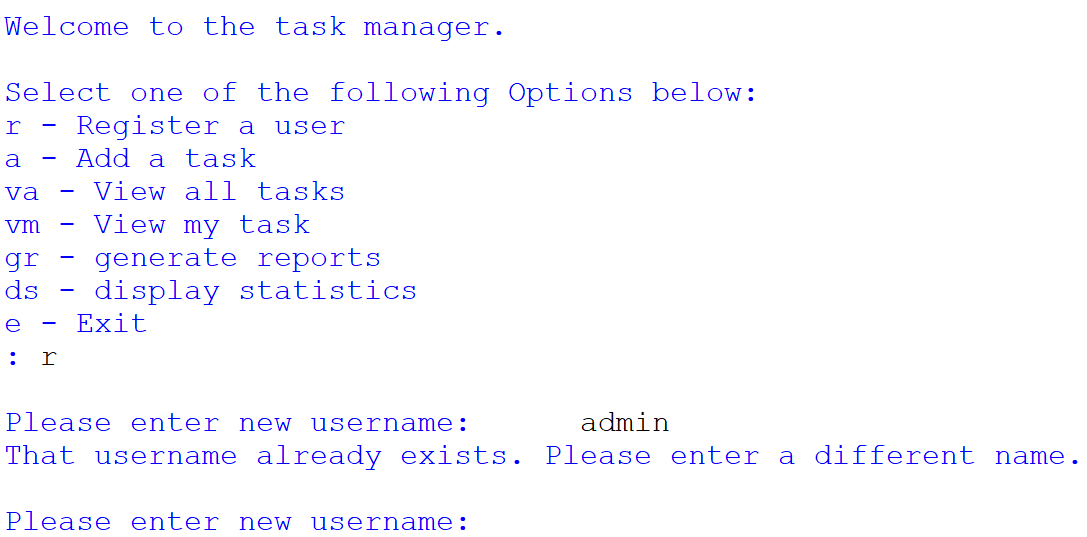 Welcome to the task manager.
Select one of the following Options below:
r - Register a user
a - Add a task
va - View all tasks
vm - View my task
gr - generate reports
ds - display statistics
e - Exit
: r
Please enter new username: admin
That username already exists. Please enter a different name.
Please enter new username: